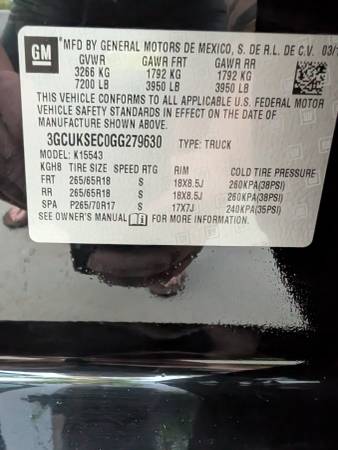 GM MFD BY GENERAL MOTORS DE MEXICO, S. DE R.L. DE C.V. 03/1
GVWR GAWR FRT GAWR RR
3266 KG 1792 KG 1792 KG
7200 LB 3950 LB 3950 LB
THIS VEHICLE CONFORMS TO ALL APPLICABLE U.S. FEDERAL MOTOR
VEHICLE SAFETY STANDARDS IN EFFECT ON THE DATE OF
MANUFACTURE SHOWN ABOVE.
3GCUKSEC0GG279630 TYPE: TRUCK
MODEL: K15543
KGH8 TIRE SIZE SPEED RTG RIM COLD TIRE PRESSURE
FRT 265/65R18 S 18X8.5J 260KPA(38PSI)
RR 265/65R18 S 18X8.5J 260KPA(38PSI)
SPA P265/70R17 S 17X7J 240KPA(35PSI)
SEE OWNER'S MANUAL FOR MORE INFORMATION.